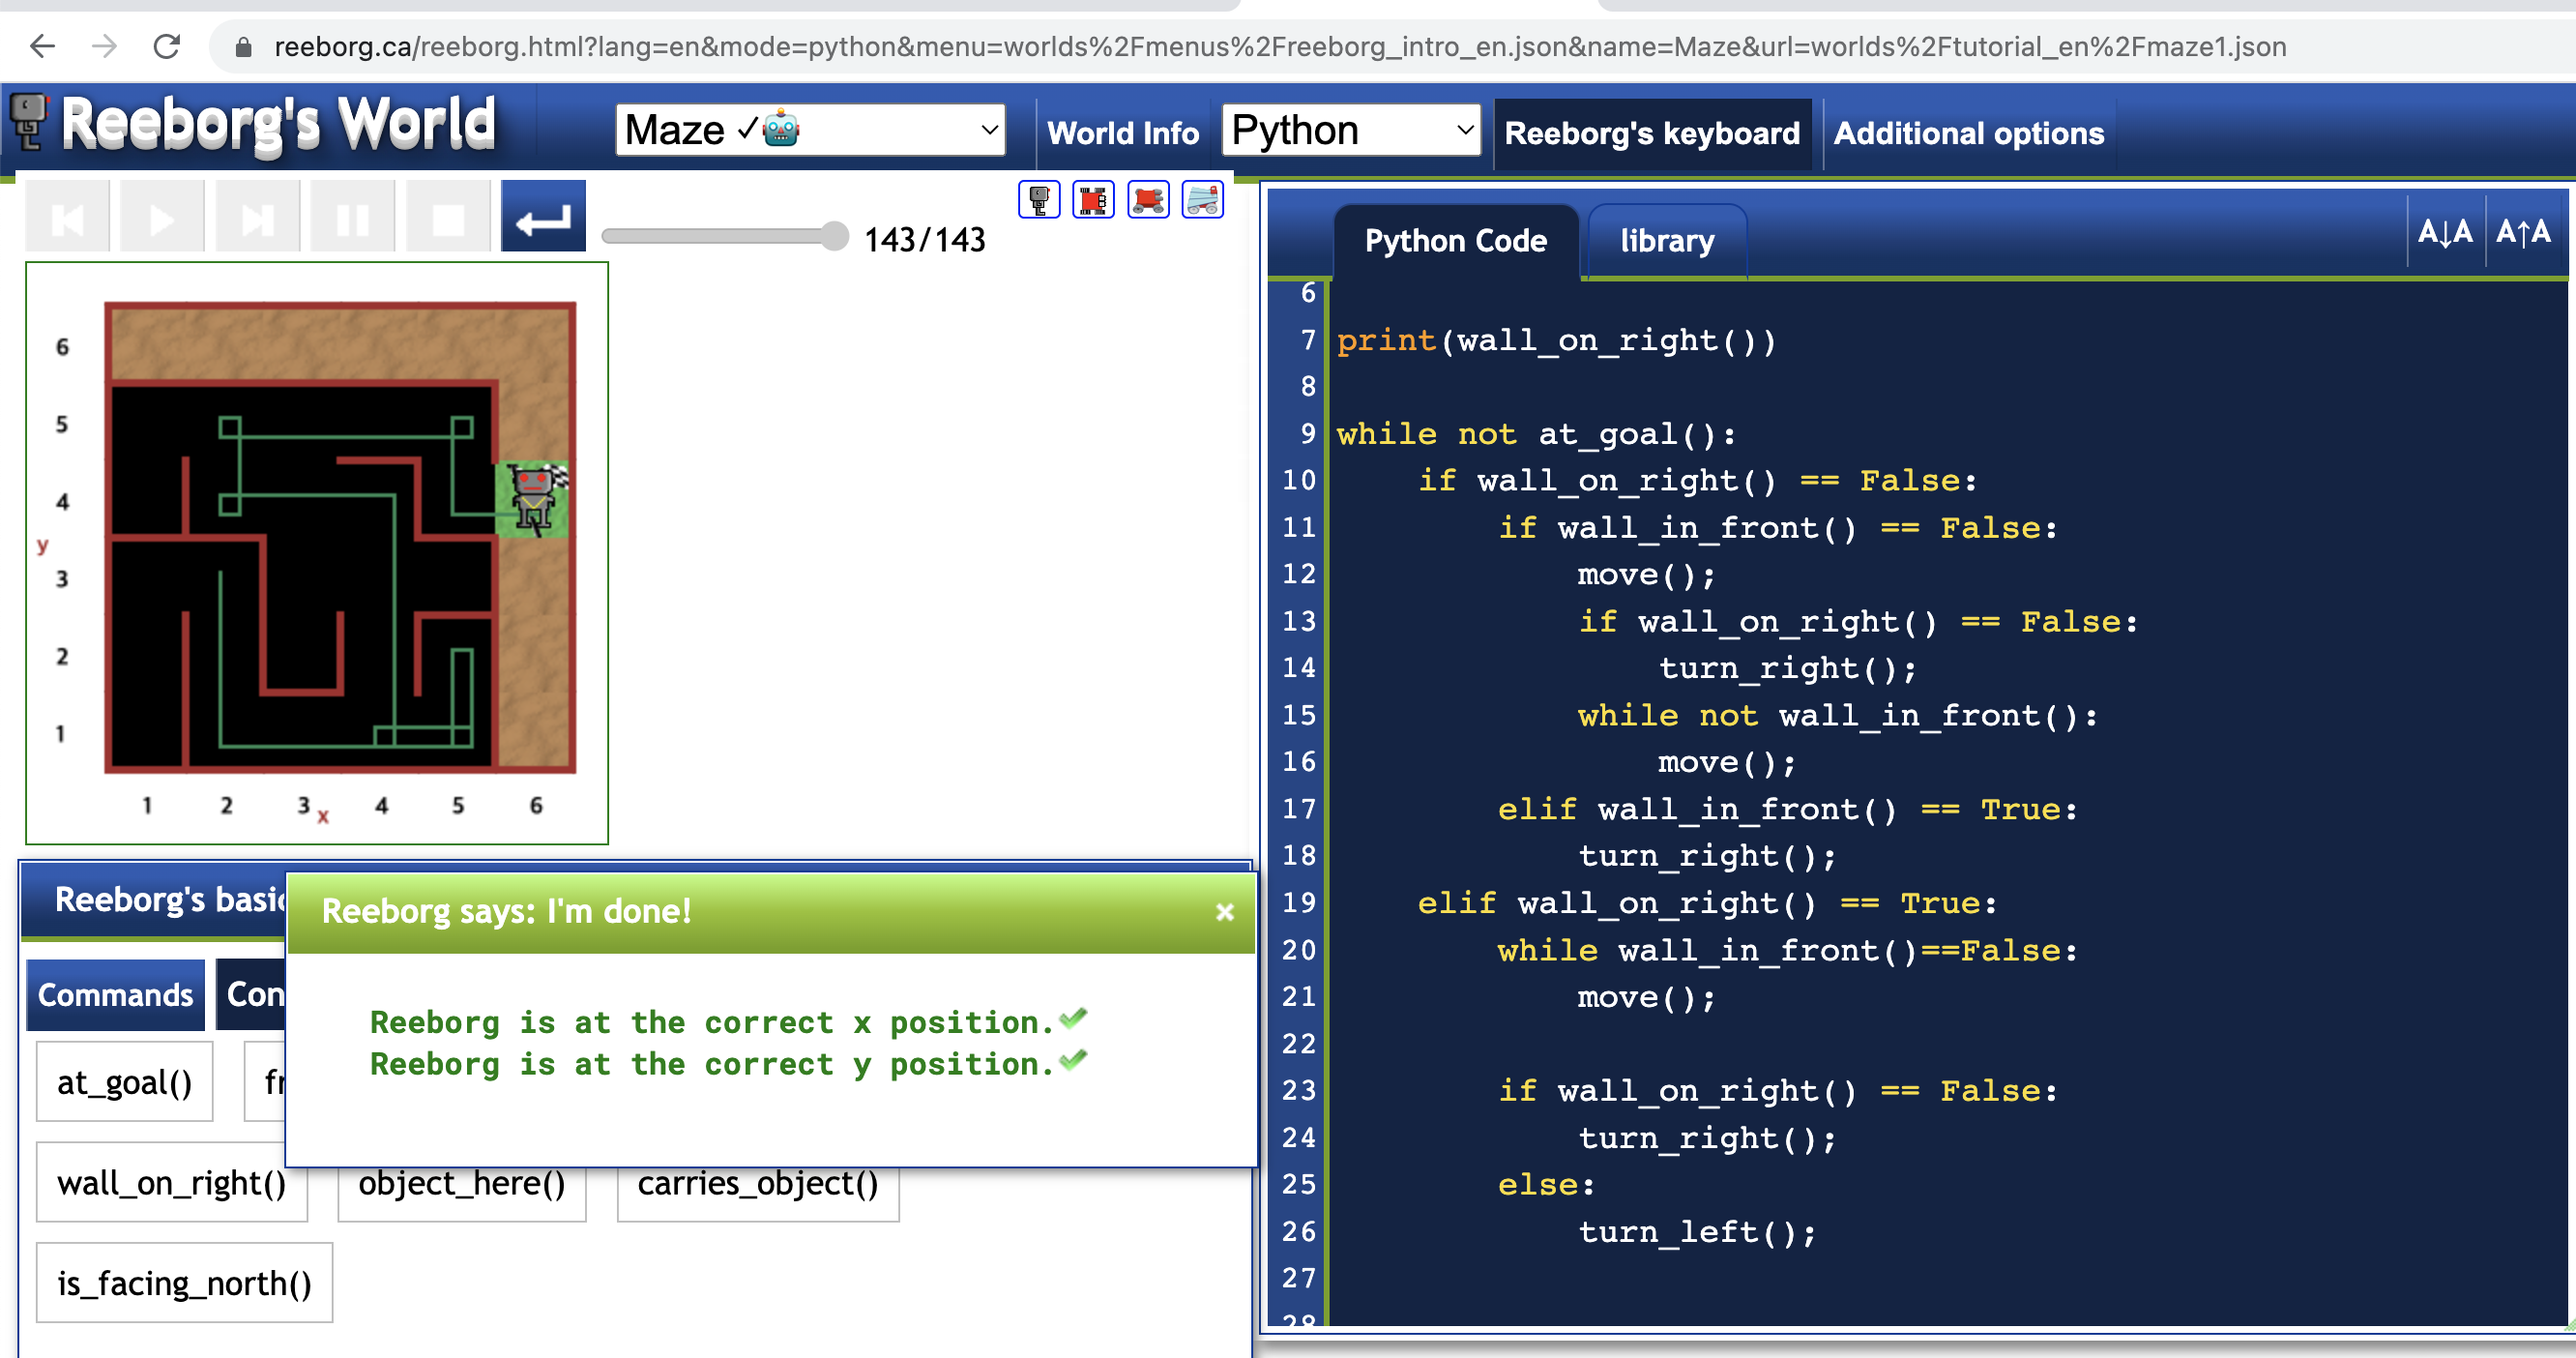 reeborg.ca/reeborg.html?lang=en&mode=python&menu=worlds%2Fmenus%2Freeborg_intro_en.json&name=Maze&url=worlds%2Ftutorial_en%2Fmaze1.json
Reeborg's World
Maze ✓🤖
World Info
Python
Reeborg's keyboard
Additional options
143/143
6
5
4
y
3
2
1
1 2 3 x 4 5 6
Python Code
library
A↓A A↑A
6
7 print(wall_on_right())
8
9 while not at_goal():
10     if wall_on_right() == False:
11         if wall_in_front() == False:
12             move();
13             if wall_on_right() == False:
14                 turn_right();
15             while not wall_in_front():
16                 move();
17         elif wall_in_front() == True:
18             turn_right();
19     elif wall_on_right() == True:
20         while wall_in_front()==False:
21             move();
22
23         if wall_on_right() == False:
24             turn_right();
25         else:
26             turn_left();
27
28
Reeborg's basic
Commands
Con
at_goal()
fr
wall_on_right()
object_here()
carries_object()
is_facing_north()
Reeborg says: I'm done!
×
Reeborg is at the correct x position.✔
Reeborg is at the correct y position.✔